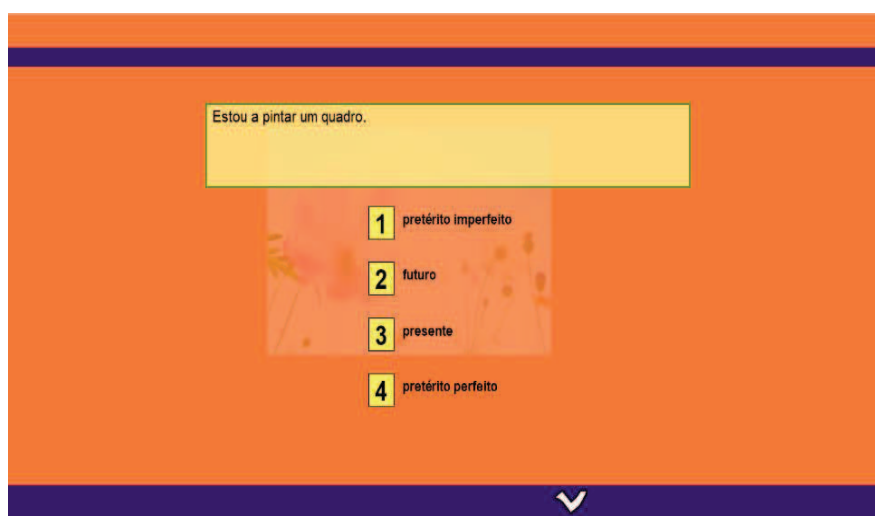 Estou a pintar um quadro.
1 pretérito imperfeito
2 futuro
3 presente
4 pretérito perfeito